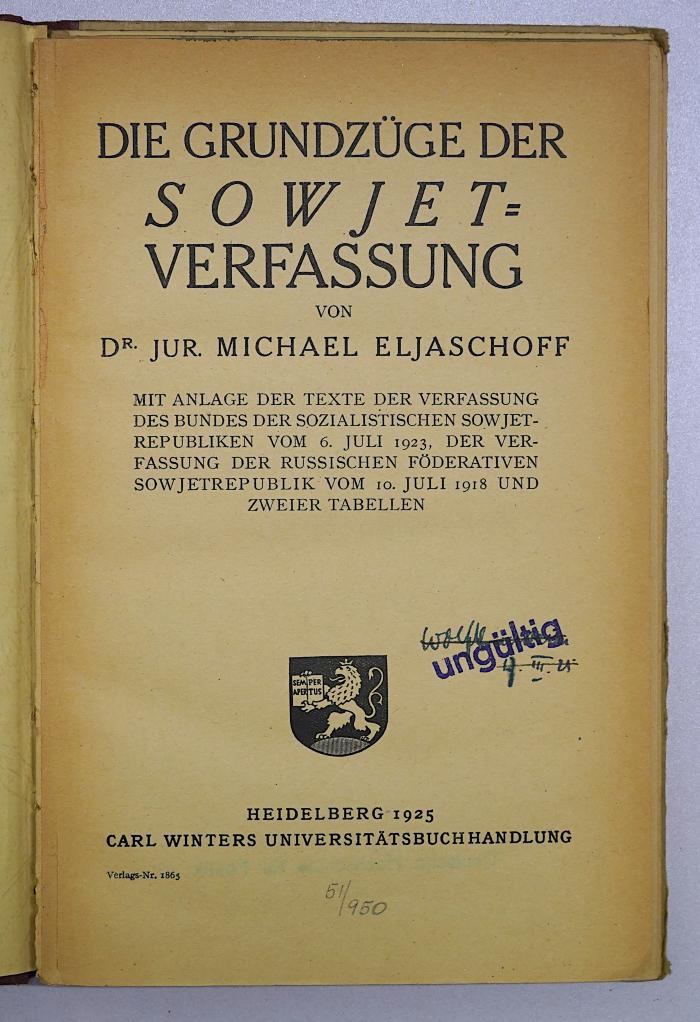 DIE GRUNDZÜGE DER
SOWJET=
VERFASSUNG
VON
DR. JUR. MICHAEL ELJASCHOFF
MIT ANLAGE DER TEXTE DER VERFASSUNG
DES BUNDES DER SOZIALISTISCHEN SOWJET-
REPUBLIKEN VOM 6. JULI 1923, DER VER-
FASSUNG DER RUSSISCHEN FÖDERATIVEN
SOWJETREPUBLIK VOM 10. JULI 1918 UND
ZWEIER TABELLEN
ungültig
SEMPER
APERTUS
HEIDELBERG 1925
CARL WINTERS UNIVERSITÄTSBUCHHANDLUNG
Verlags-Nr. 1865
51/950